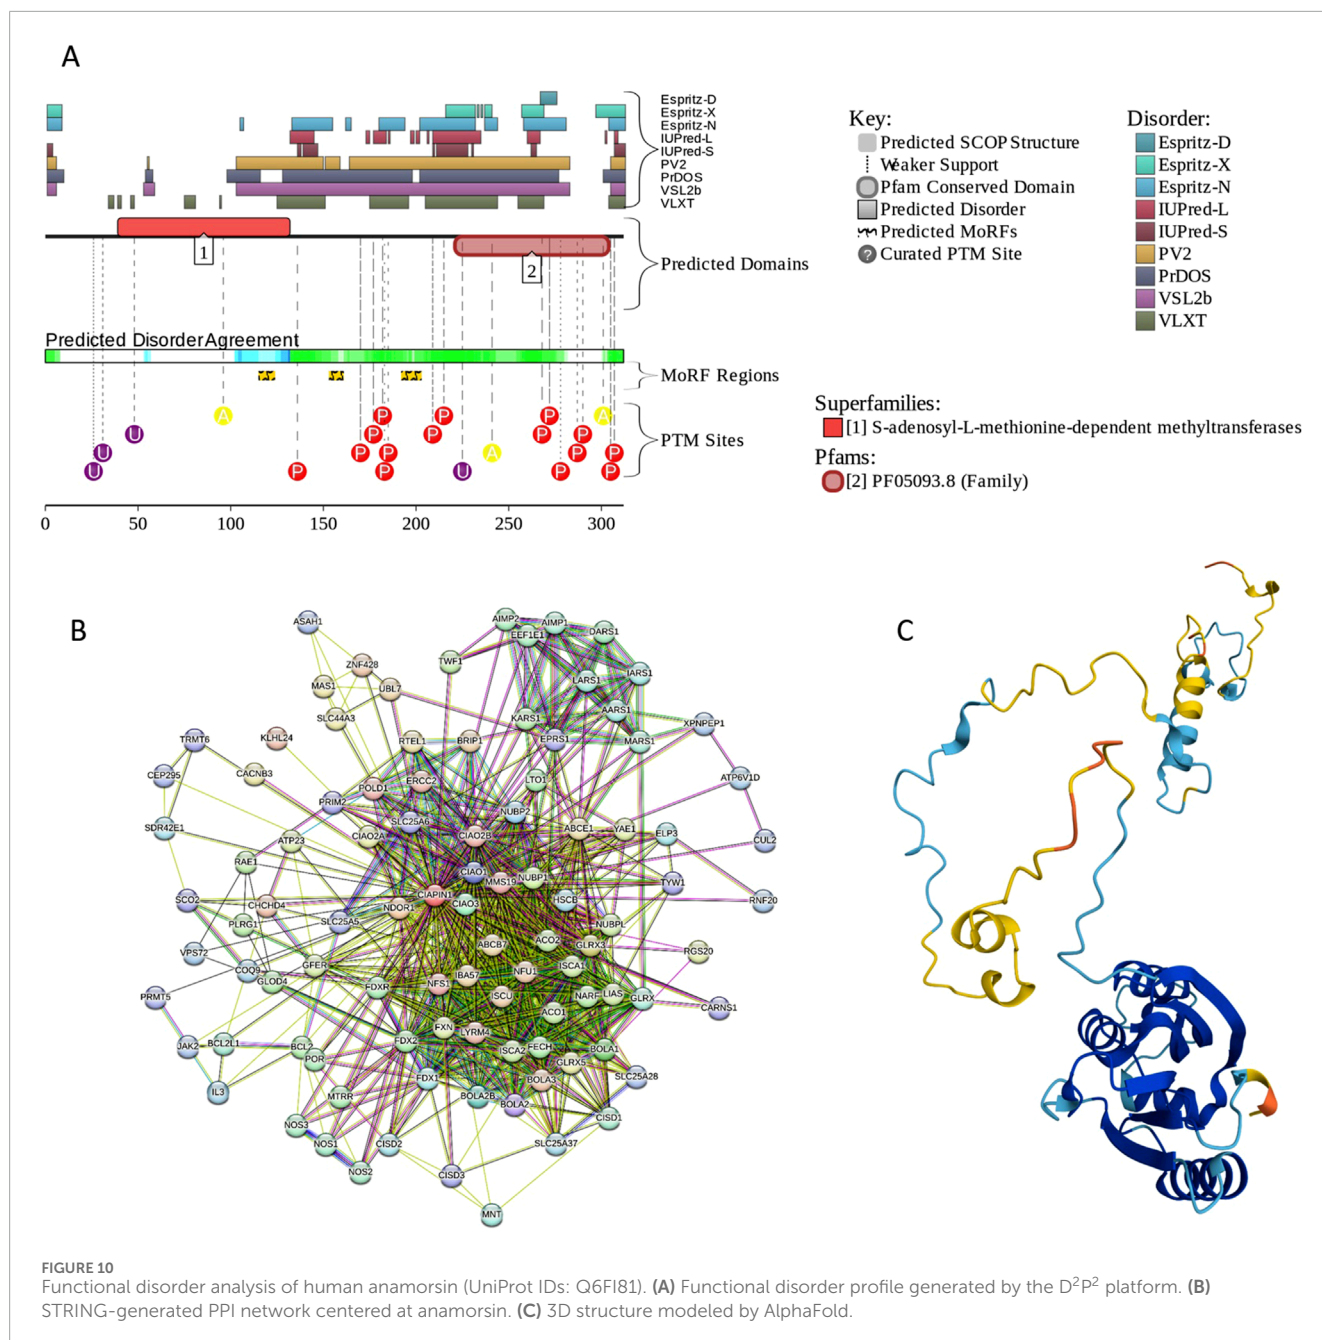 A
Espritz-D
Espritz-X
Espritz-N
IUPred-L
IUPred-S
PV2
PrDOS
VSL2b
VLXT
1
2
Predicted Domains
Predicted Disorder Agreement
MoRF Regions
P P A P P A
U P P P P
U P P A P P
U P P U P P
PTM Sites
0 50 100 150 200 250 300
Key:
Predicted SCOP Structure
Weaker Support
Pfam Conserved Domain
Predicted Disorder
Predicted MoRFs
? Curated PTM Site
Disorder:
Espritz-D
Espritz-X
Espritz-N
IUPred-L
IUPred-S
PV2
PrDOS
VSL2b
VLXT
Superfamilies:
[1] S-adenosyl-L-methionine-dependent methyltransferases
Pfams:
[2] PF05093.8 (Family)
B
ASAH1
AIMP2
AIMP1
EEF1E1
DARS1
ZNF428
TWF1
MAS1
UBL7
LARS1
IARS1
SLC44A3
KARS1
AARS1
XPNPEP1
TRMT6
KLHL24
RTEL1
BRIP1
EPRS1
MARS1
CEP295
CACNB3
ERCC2
POLD1
LTO1
ATP6V1D
PRIM2
NUBP2
SLC25A6
SDR42E1
ATP23
CIAO2A
CIAO2B
ABCE1
YAE1
ELP3
CUL2
RAE1
CIAO1
MMS19
NUBP1
TYW1
SCO2
CHCHD4
CIAPIN1
NDOR1
CIAO3
HSCB
RNF20
PLRG1
SLC25A5
NUBPL
VPS72
ABCB7
ACO2
GLRX3
RGS20
COQ9
GFER
GLOD4
FDXR
NFS1
IBA57
NFU1
ISCA1
PRMT5
ISCU
NARF
LIAS
GLRX
CARNS1
ACO1
FXN
LYRM4
JAK2
BCL2L1
BCL2
POR
FDX2
ISCA2
FECH
BOLA1
GLRX5
IL3
MTRR
FDX1
BOLA3
SLC25A28
BOLA2B
BOLA2
NOS3
NOS1
CISD2
CISD1
SLC25A37
NOS2
CISD3
MNT
C
FIGURE 10
Functional disorder analysis of human anamorsin (UniProt IDs: Q6FI81). (A) Functional disorder profile generated by the D²P² platform. (B)
STRING-generated PPI network centered at anamorsin. (C) 3D structure modeled by AlphaFold.